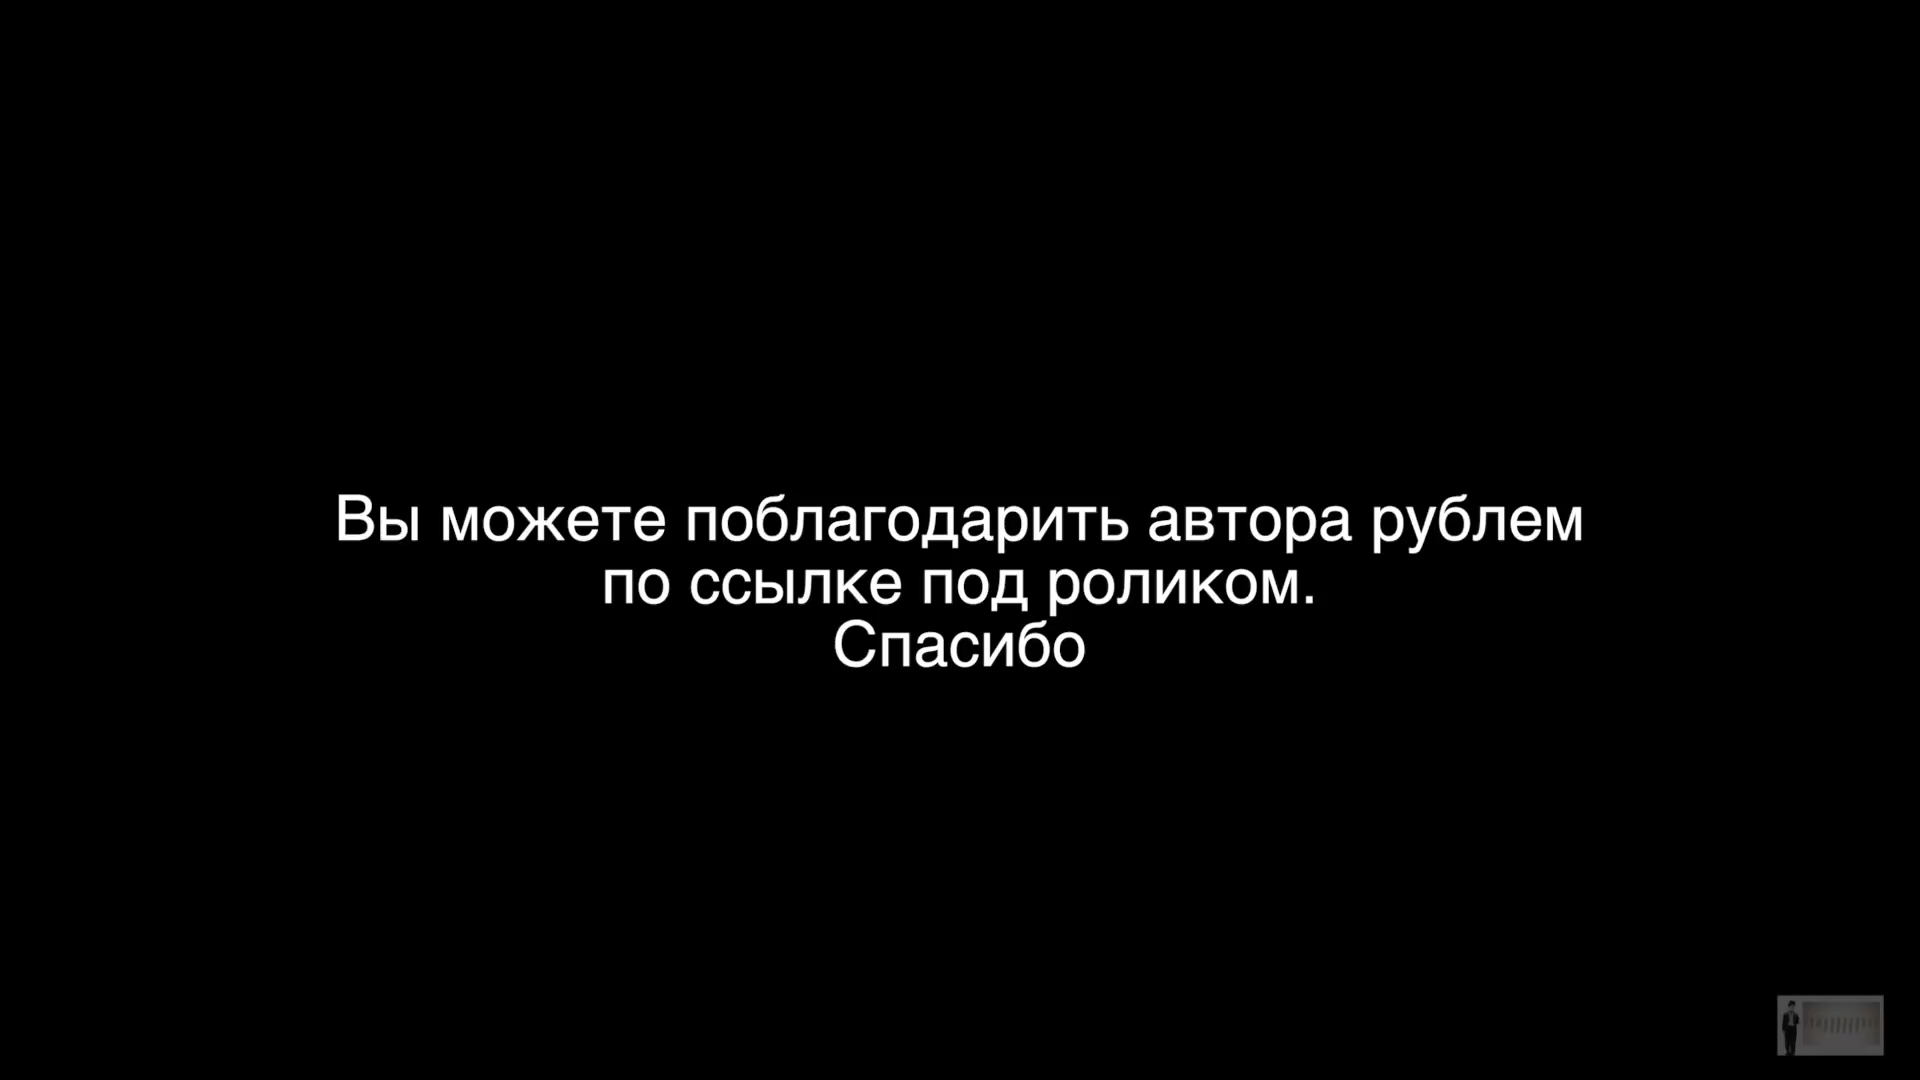 Вы можете поблагодарить автора рублем
по ссылке под роликом.
Спасибо